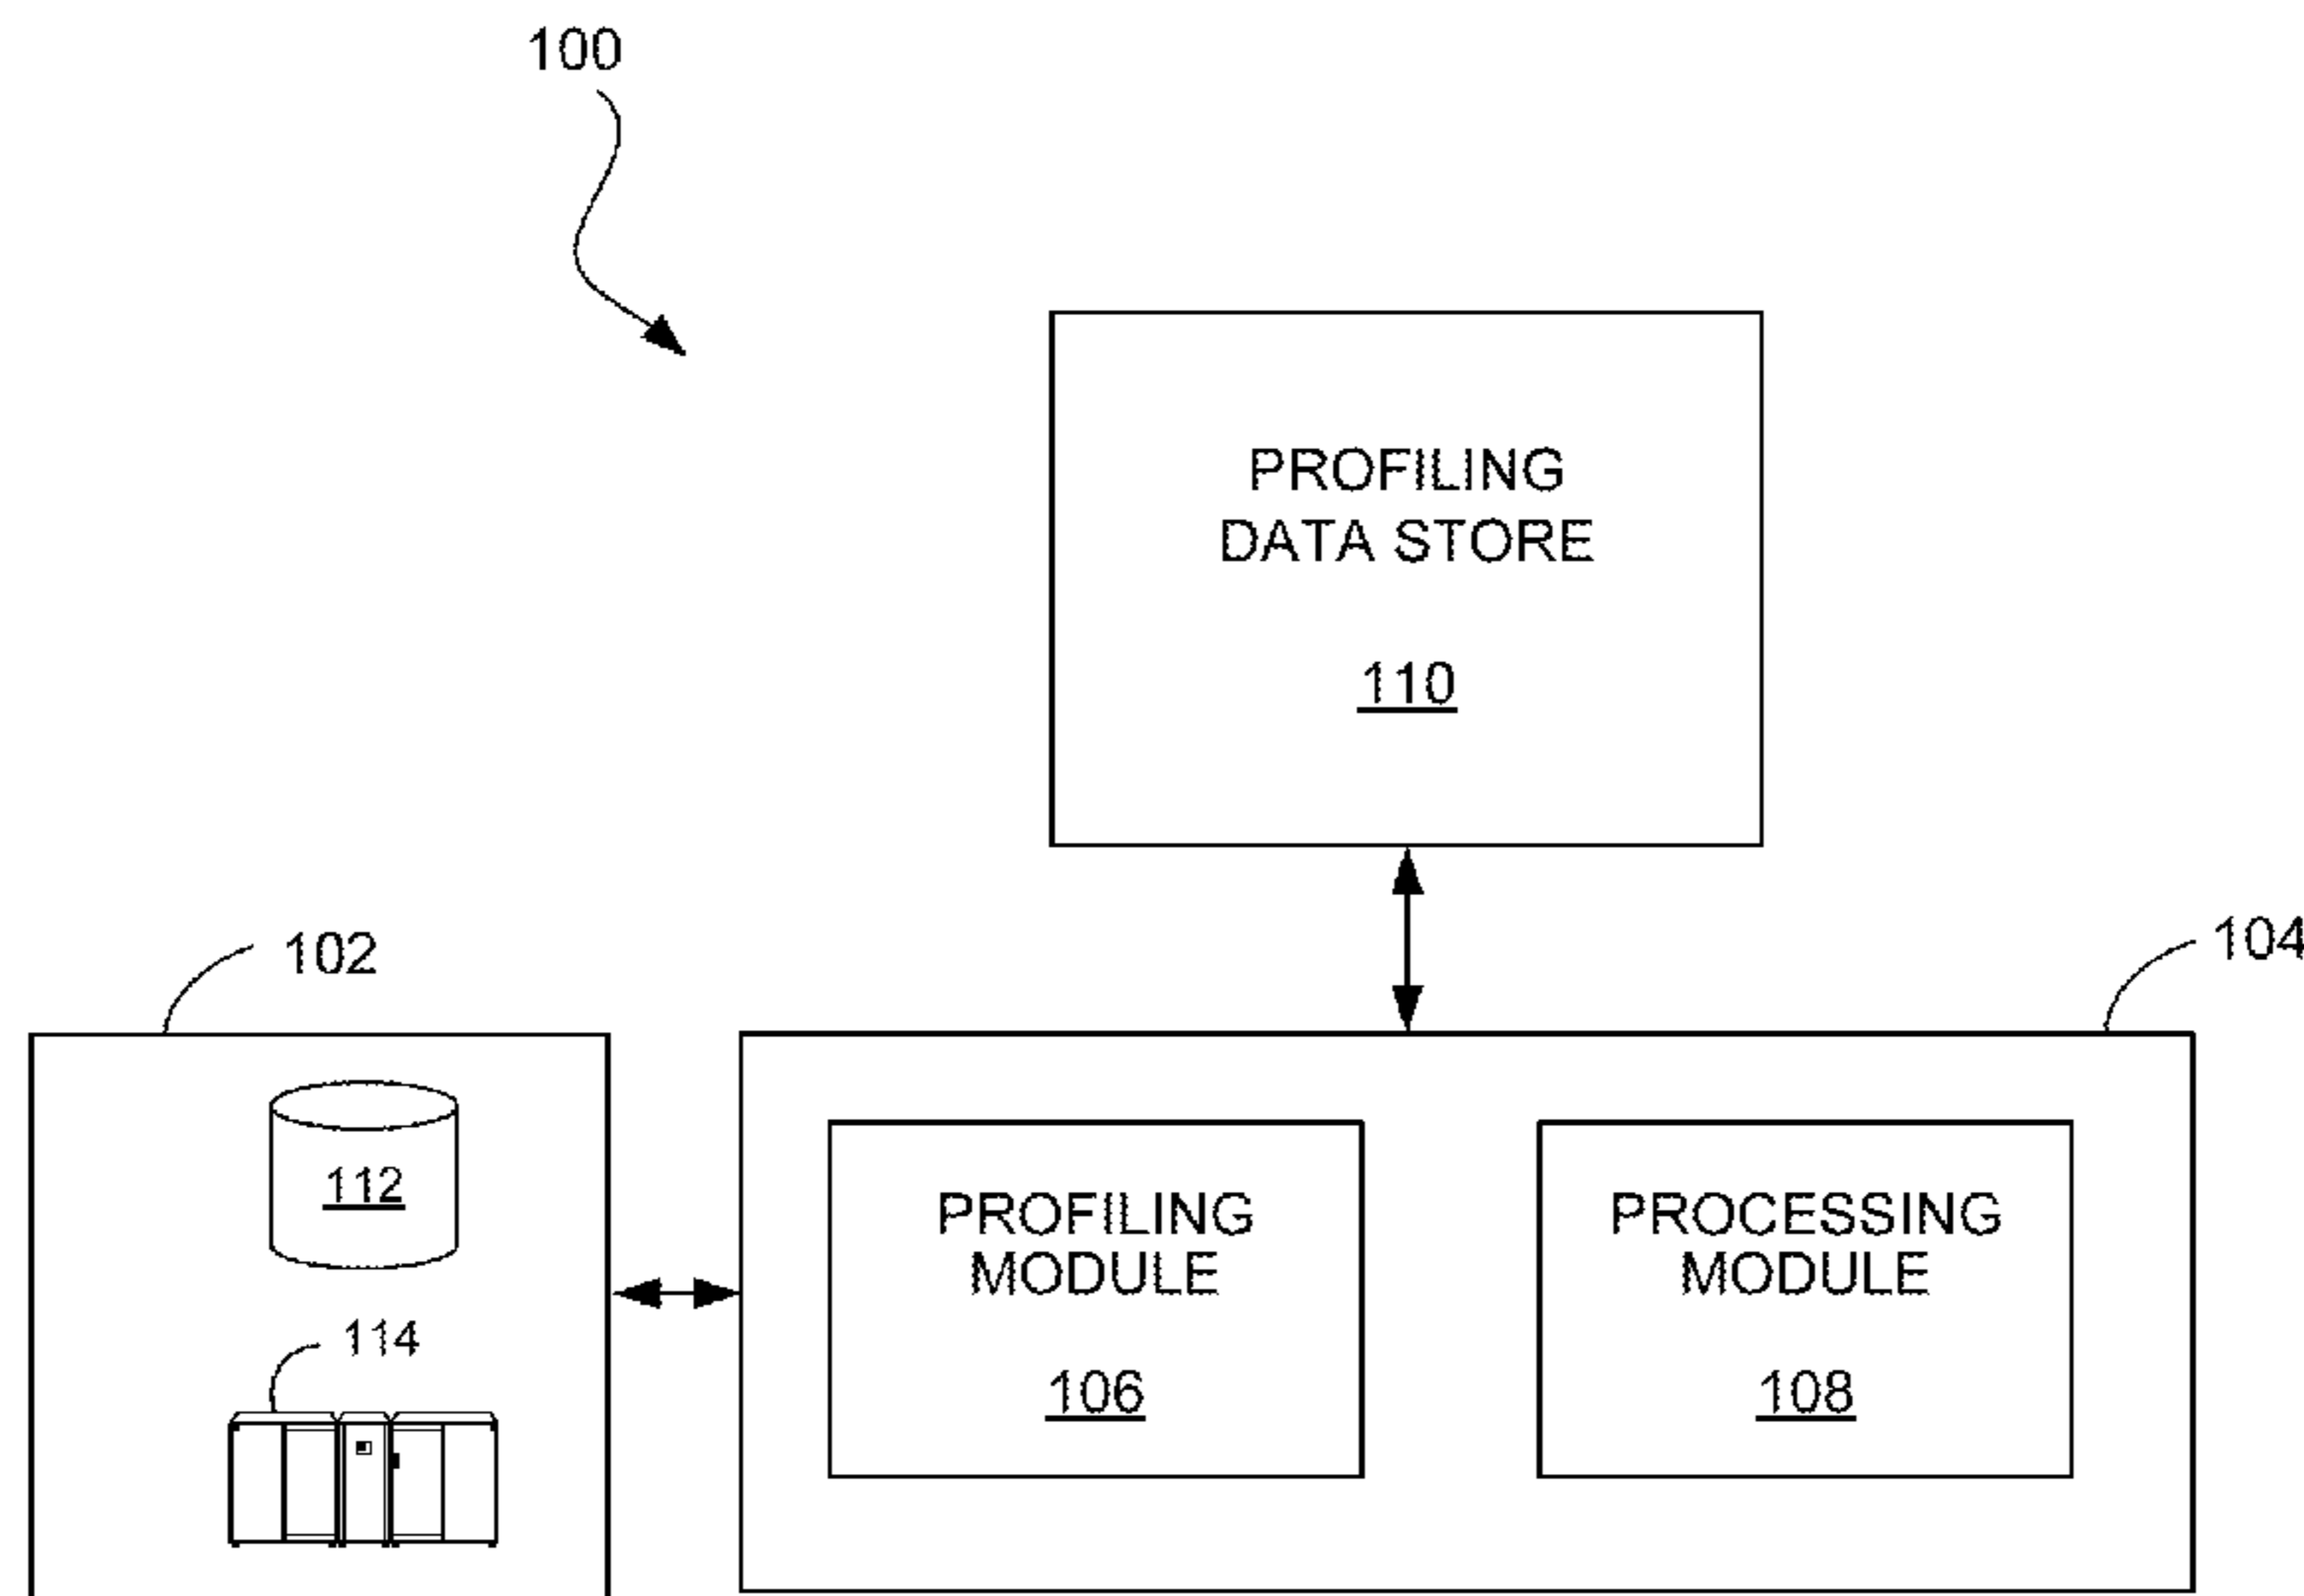 100
PROFILING
DATA STORE
110
102
104
112
114
PROFILING
MODULE
106
PROCESSING
MODULE
108